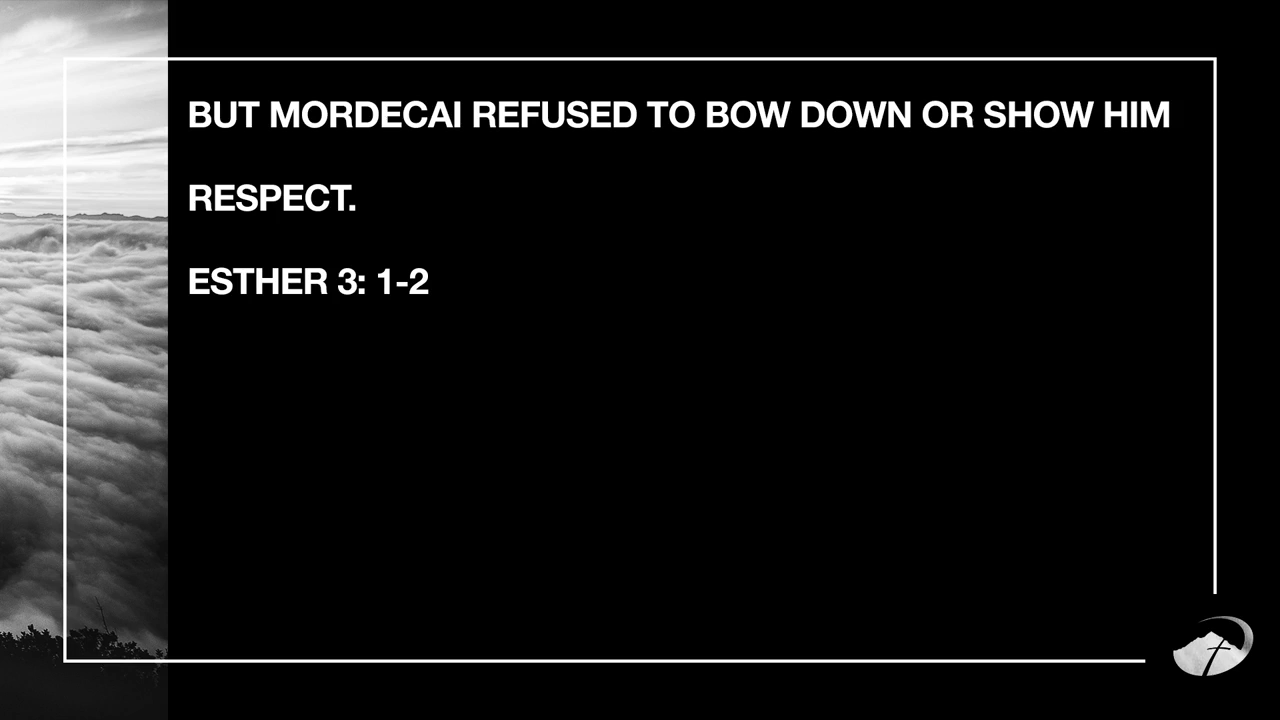 BUT MORDECAI REFUSED TO BOW DOWN OR SHOW HIM
RESPECT.
ESTHER 3: 1-2